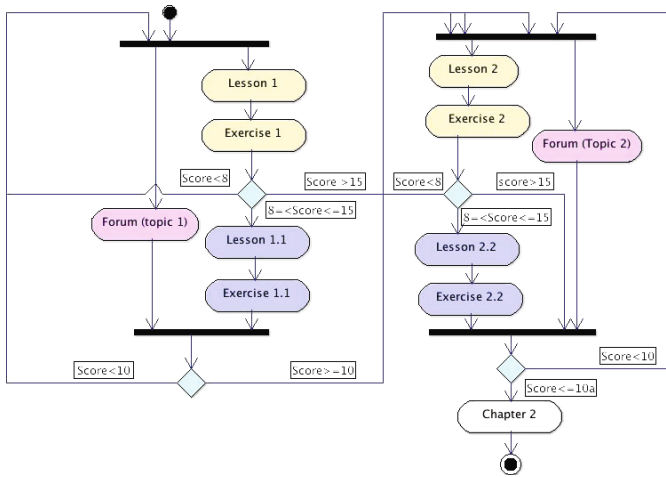 Lesson 1
Exercise 1
Score<8
Score >15
8=<Score<=15
Forum (topic 1)
Lesson 1.1
Exercise 1.1
Score<10
Score>=10
Lesson 2
Exercise 2
Forum (Topic 2)
Score<8
score>15
8=<Score<=15
Lesson 2.2
Exercise 2.2
Score<10
Score<=10a
Chapter 2